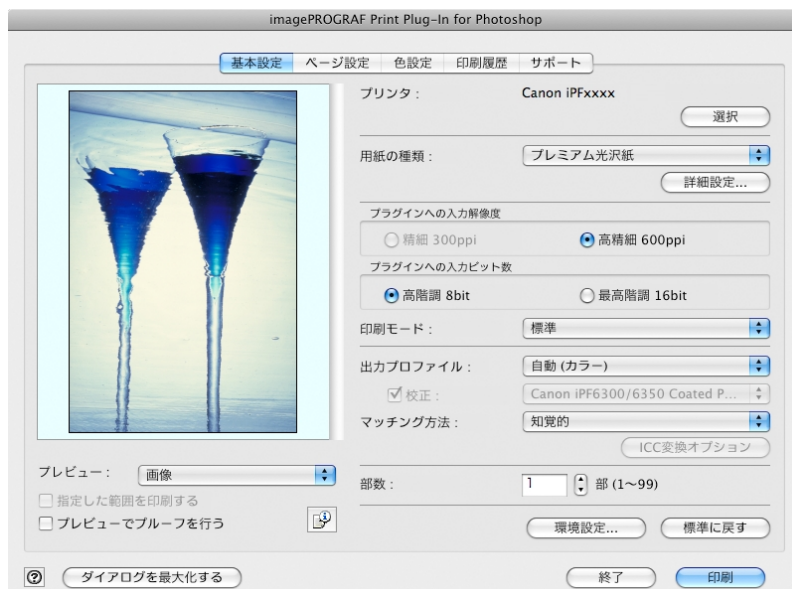 imagePROGRAF Print Plug-In for Photoshop
基本設定 ページ設定 色設定 印刷履歴 サポート
プリンタ : Canon iPFxxxx
選択
用紙の種類 : プレミアム光沢紙
詳細設定...
プラグインへの入力解像度
精細 300ppi 高精細 600ppi
プラグインへの入力ビット数
高階調 8bit 最高階調 16bit
印刷モード : 標準
出力プロファイル : 自動 (カラー)
校正 : Canon iPF6300/6350 Coated P...
マッチング方法 : 知覚的
ICC変換オプション
プレビュー : 画像
指定した範囲を印刷する
プレビューでプルーフを行う
部数 : 1 部 (1〜99)
環境設定... 標準に戻す
? ダイアログを最大化する 終了 印刷